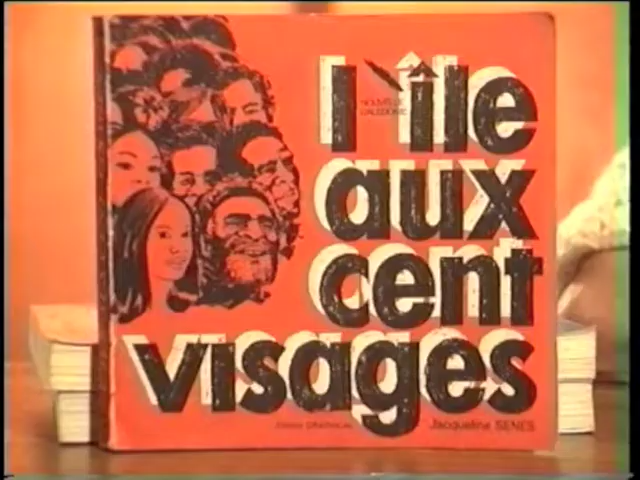 l'île
NOUVELLE
CALEDONIE
aux
cent
visages
Jacqueline SENES